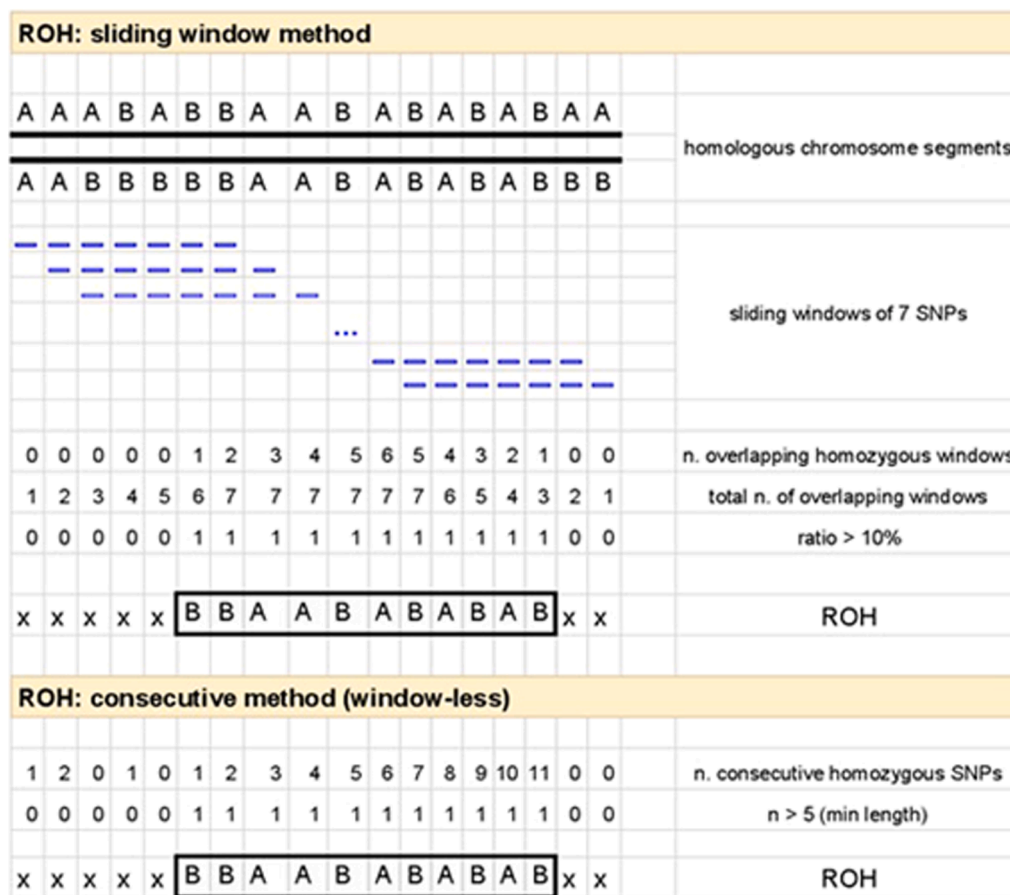 ROH: sliding window method
A A A B A B B A A B A B A B A B A A
homologous chromosome segments
A A B B B B B A A B A B A B A B B B
sliding windows of 7 SNPs
...
0 0 0 0 0 1 2 3 4 5 6 5 4 3 2 1 0 0 n. overlapping homozygous windows
1 2 3 4 5 6 7 7 7 7 7 7 6 5 4 3 2 1 total n. of overlapping windows
0 0 0 0 0 1 1 1 1 1 1 1 1 1 1 1 0 0 ratio > 10%
x x x x x B B A A B A B A B A B x x ROH
ROH: consecutive method (window-less)
1 2 0 1 0 1 2 3 4 5 6 7 8 9 10 11 0 0 n. consecutive homozygous SNPs
0 0 0 0 0 1 1 1 1 1 1 1 1 1 1 1 0 0 n > 5 (min length)
x x x x x B B A A B A B A B A B x x ROH